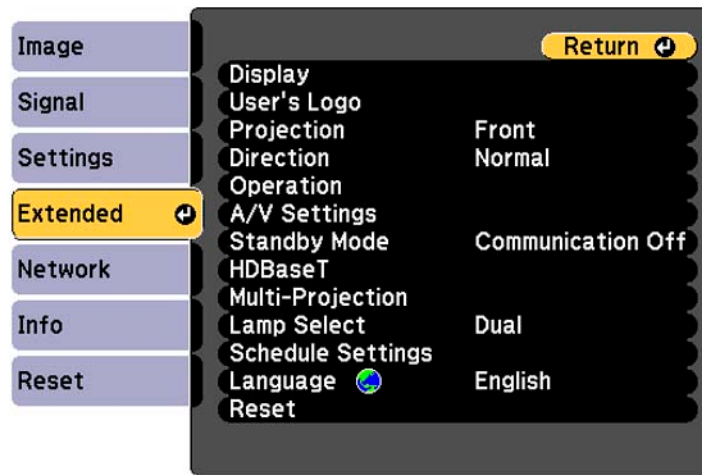 Image
Signal
Settings
Extended
Network
Info
Reset
Return
Display
User's Logo
Projection Front
Direction Normal
Operation
A/V Settings
Standby Mode Communication Off
HDBaseT
Multi-Projection
Lamp Select Dual
Schedule Settings
Language English
Reset